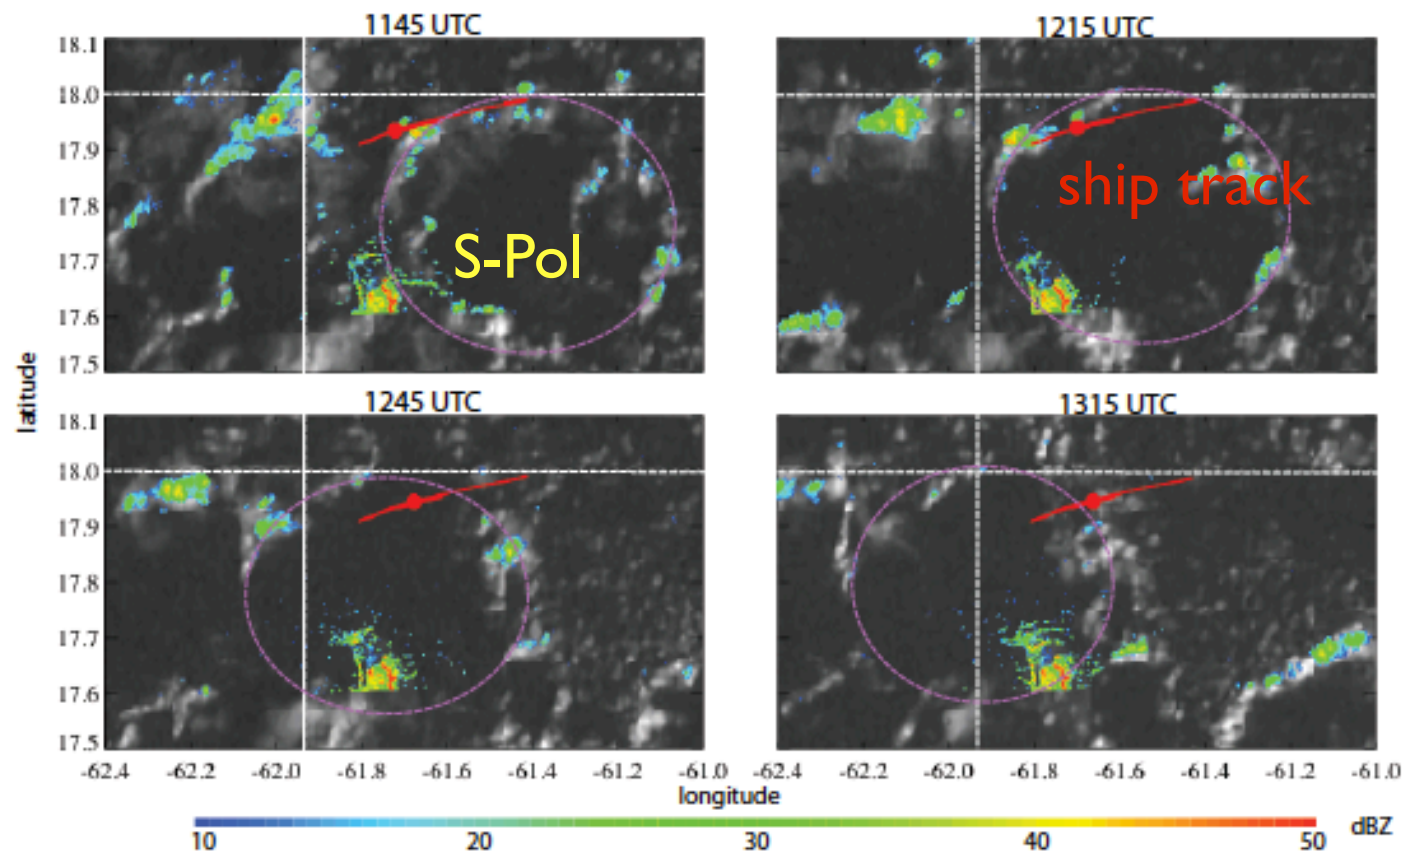 1145 UTC
1215 UTC
18.1
18.0
17.9
17.8
17.7
17.6
17.5
S-Pol
ship track
latitude
1245 UTC
1315 UTC
18.1
18.0
17.9
17.8
17.7
17.6
17.5
-62.4 -62.2 -62.0 -61.8 -61.6 -61.4 -61.2 -61.0
-62.4 -62.2 -62.0 -61.8 -61.6 -61.4 -61.2 -61.0
longitude
10 20 30 40 50 dBZ